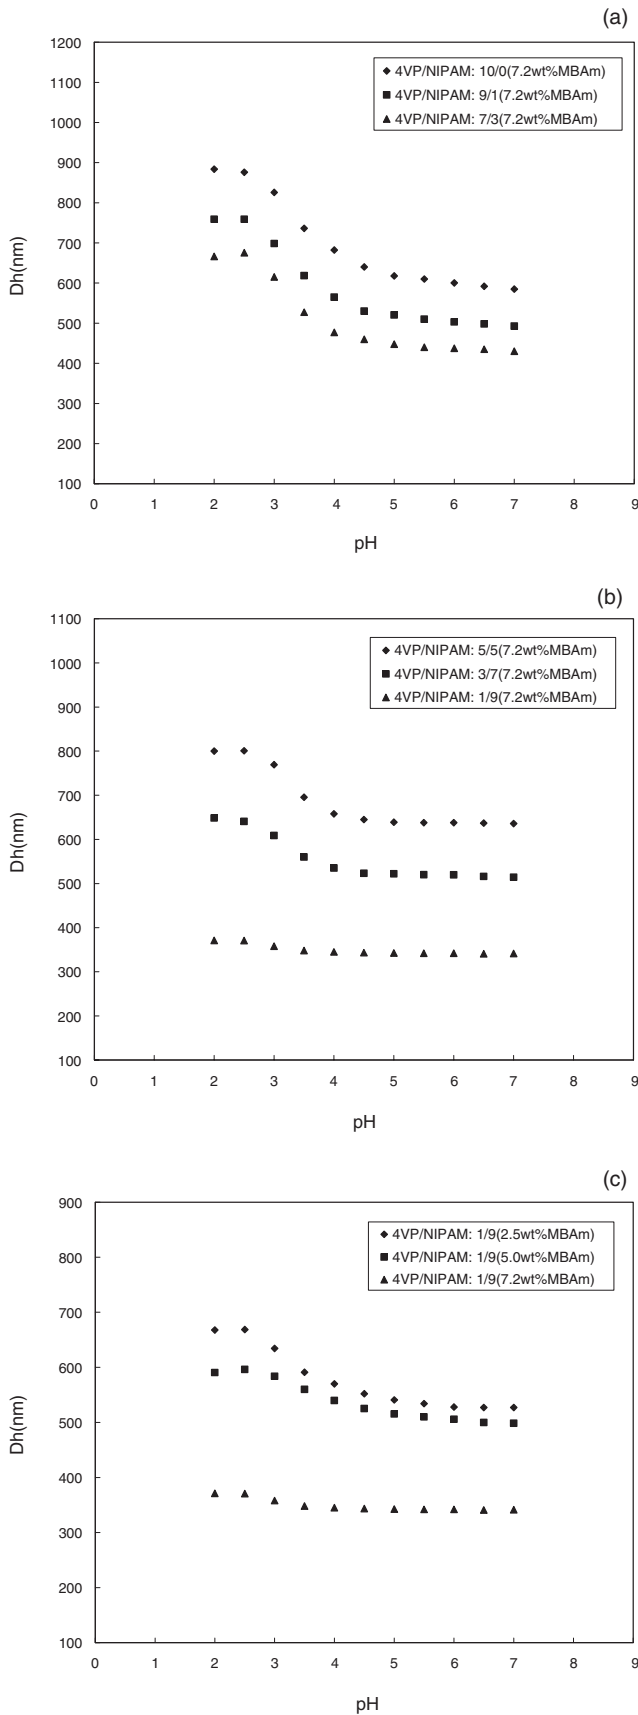 (a)
1200
1100
1000
900
800
700
600
500
400
300
200
100
Dh(nm)
4VP/NIPAM: 10/0(7.2wt%MBAm)
4VP/NIPAM: 9/1(7.2wt%MBAm)
4VP/NIPAM: 7/3(7.2wt%MBAm)
0 1 2 3 4 5 6 7 8 9
pH
(b)
1100
1000
900
800
700
600
500
400
300
200
100
Dh(nm)
4VP/NIPAM: 5/5(7.2wt%MBAm)
4VP/NIPAM: 3/7(7.2wt%MBAm)
4VP/NIPAM: 1/9(7.2wt%MBAm)
0 1 2 3 4 5 6 7 8 9
pH
(c)
900
800
700
600
500
400
300
200
100
Dh(nm)
4VP/NIPAM: 1/9(2.5wt%MBAm)
4VP/NIPAM: 1/9(5.0wt%MBAm)
4VP/NIPAM: 1/9(7.2wt%MBAm)
0 1 2 3 4 5 6 7 8 9
pH